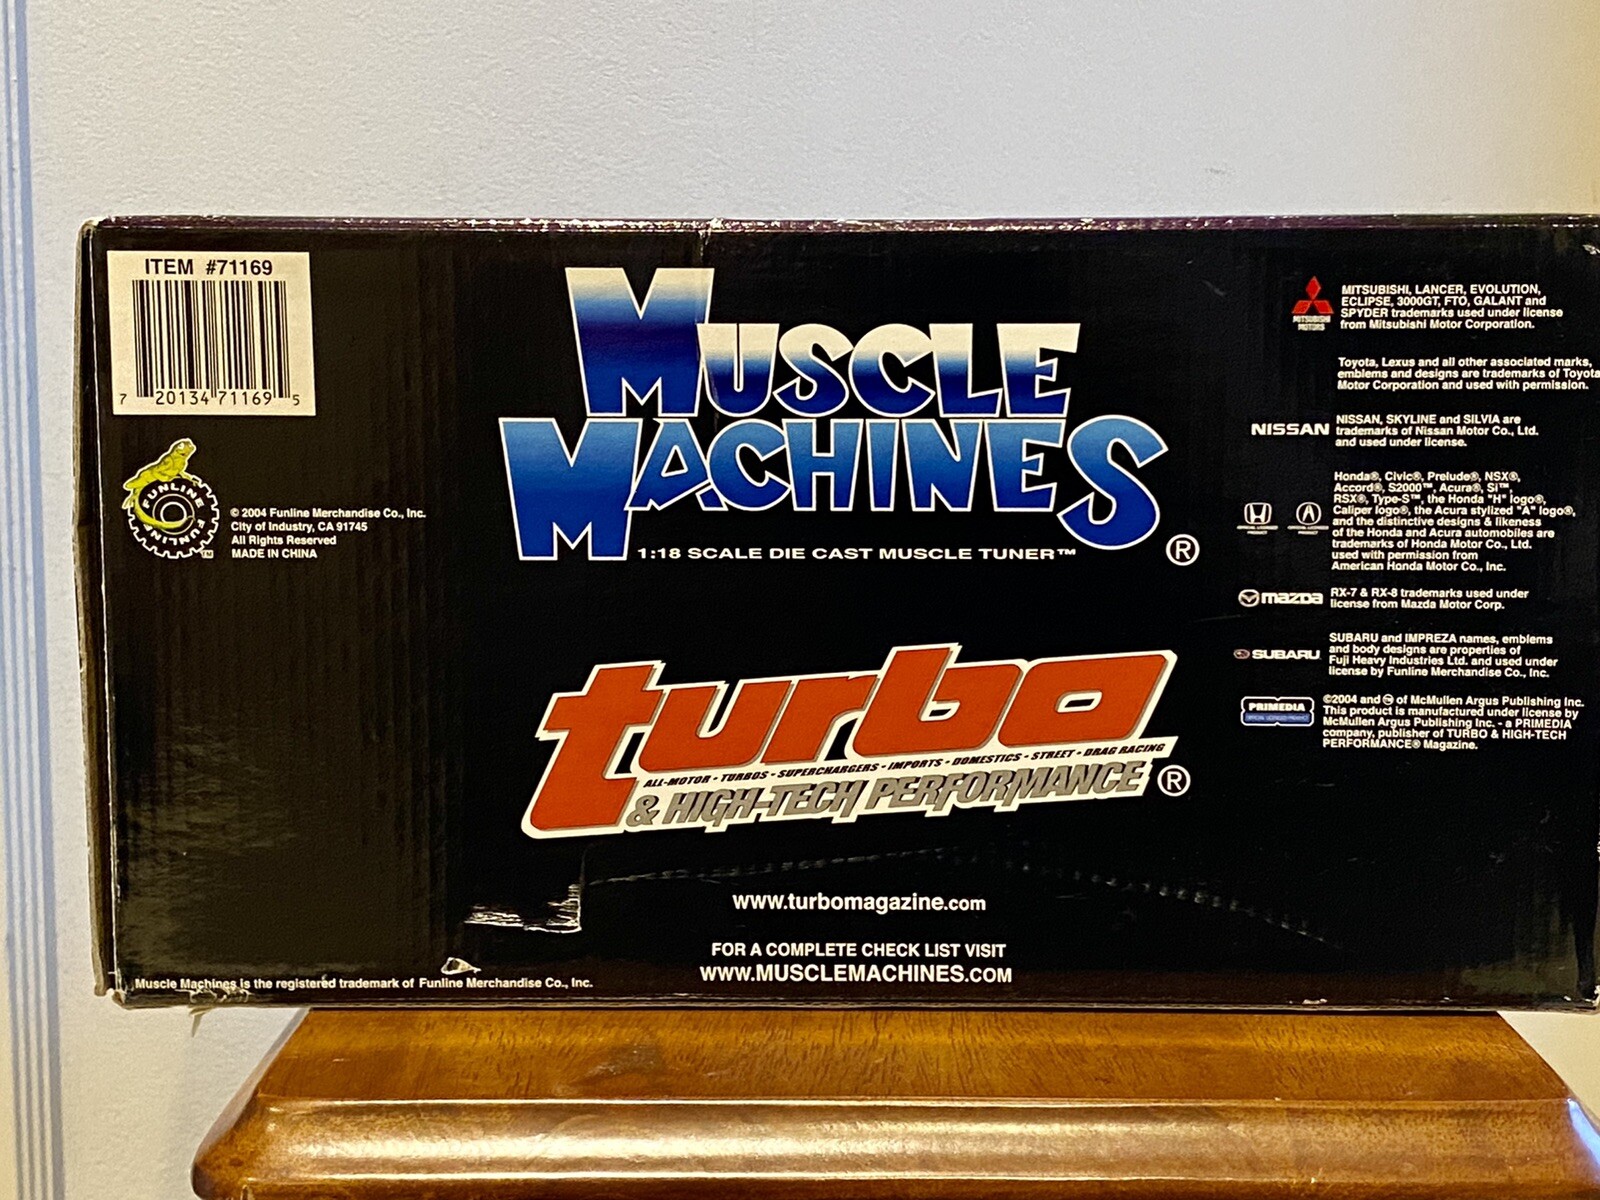 ITEM #71169
7 20134 71169 5
FUNLINE FUNLINE
TM
© 2004 Funline Merchandise Co., Inc.
City of Industry, CA 91745
All Rights Reserved
MADE IN CHINA
MUSCLE
MACHINES®
1:18 SCALE DIE CAST MUSCLE TUNER™
turbo
ALL-MOTOR • TURBOS • SUPERCHARGERS • IMPORTS • DOMESTICS • STREET • DRAG RACING
& HIGH-TECH PERFORMANCE®
www.turbomagazine.com
FOR A COMPLETE CHECK LIST VISIT
WWW.MUSCLEMACHINES.COM
Muscle Machines is the registered trademark of Funline Merchandise Co., Inc.
MITSUBISHI
MOTORS
MITSUBISHI, LANCER, EVOLUTION,
ECLIPSE, 3000GT, FTO, GALANT and
SPYDER trademarks used under license
from Mitsubishi Motor Corporation.
Toyota, Lexus and all other associated marks,
emblems and designs are trademarks of Toyota
Motor Corporation and used with permission.
NISSAN
NISSAN, SKYLINE and SILVIA are
trademarks of Nissan Motor Co., Ltd.
and used under license.
Honda®, Civic®, Prelude®, NSX®,
Accord®, S2000™, Acura®, Si™,
RSX®, Type-S™, the Honda "H" logo®,
Caliper logo®, the Acura stylized "A" logo®,
and the distinctive designs & likeness
of the Honda and Acura automobiles are
trademarks of Honda Motor Co., Ltd.
used with permission from
American Honda Motor Co., Inc.
mazda
RX-7 & RX-8 trademarks used under
license from Mazda Motor Corp.
SUBARU
SUBARU and IMPREZA names, emblems
and body designs are properties of
Fuji Heavy Industries Ltd. and used under
license by Funline Merchandise Co., Inc.
PRIMEDIA
©2004 and of McMullen Argus Publishing Inc.
This product is manufactured under license by
McMullen Argus Publishing Inc. - a PRIMEDIA
company, publisher of TURBO & HIGH-TECH
PERFORMANCE® Magazine.